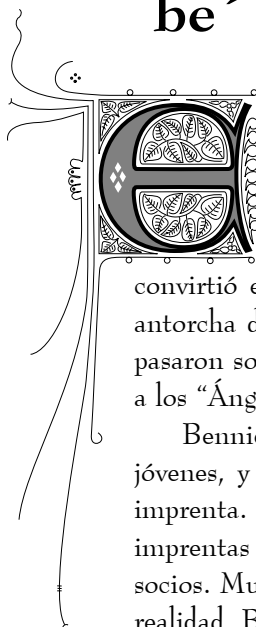 be
E
convirtió e
antorcha d
pasaron so
a los “Áng
Bennie
jóvenes, y
imprenta.
imprentas
socios. Mu
realidad. E